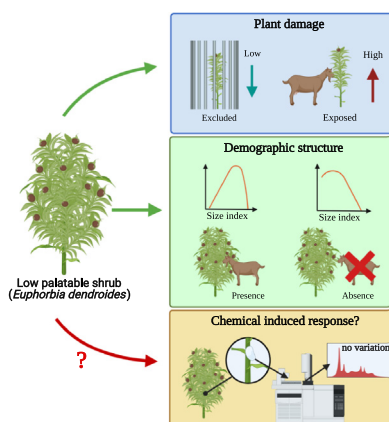 Plant damage
Low
High
Excluded
Exposed
Demographic structure
Size index
Size index
Presence
Absence
Low palatable shrub
(Euphorbia dendroides)
?
Chemical induced response?
no variation